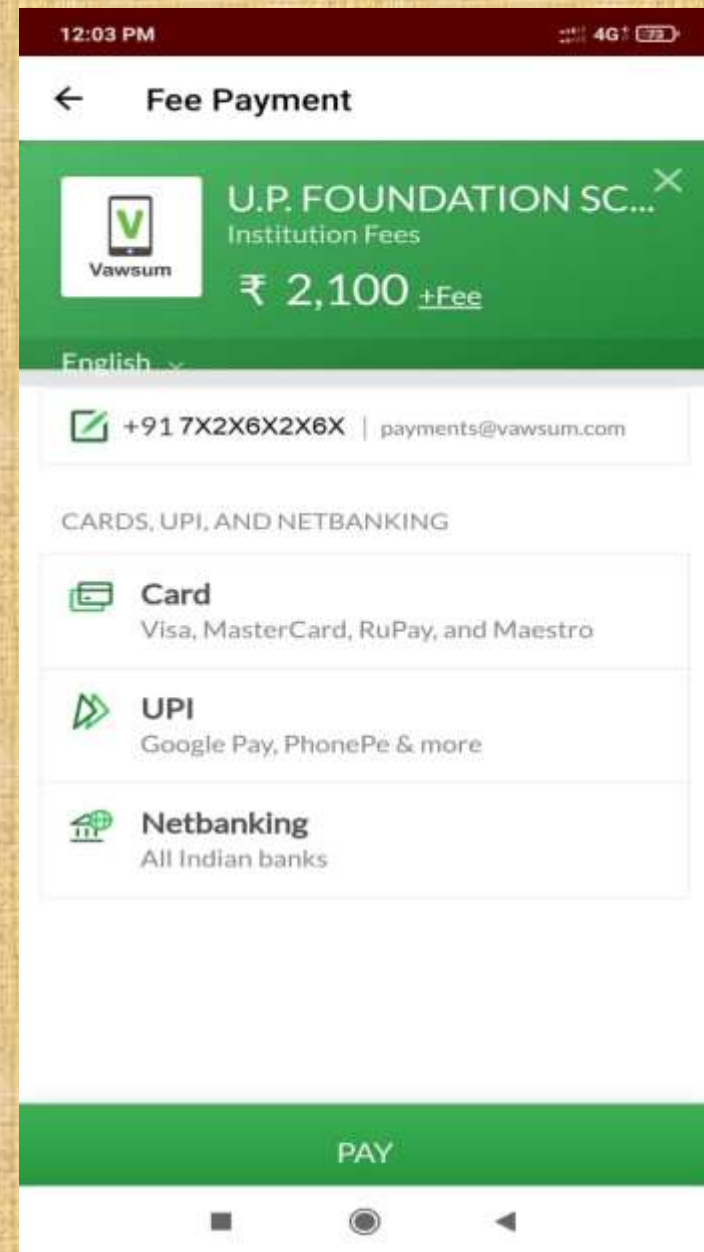 12:03 PM 4G 73
Fee Payment
U.P. FOUNDATION SC...
Institution Fees
V
Vawsum
₹ 2,100 +Fee
English
+91 7X2X6X2X6X | payments@vawsum.com
CARDS, UPI, AND NETBANKING
Card
Visa, MasterCard, RuPay, and Maestro
UPI
Google Pay, PhonePe & more
Netbanking
All Indian banks
PAY